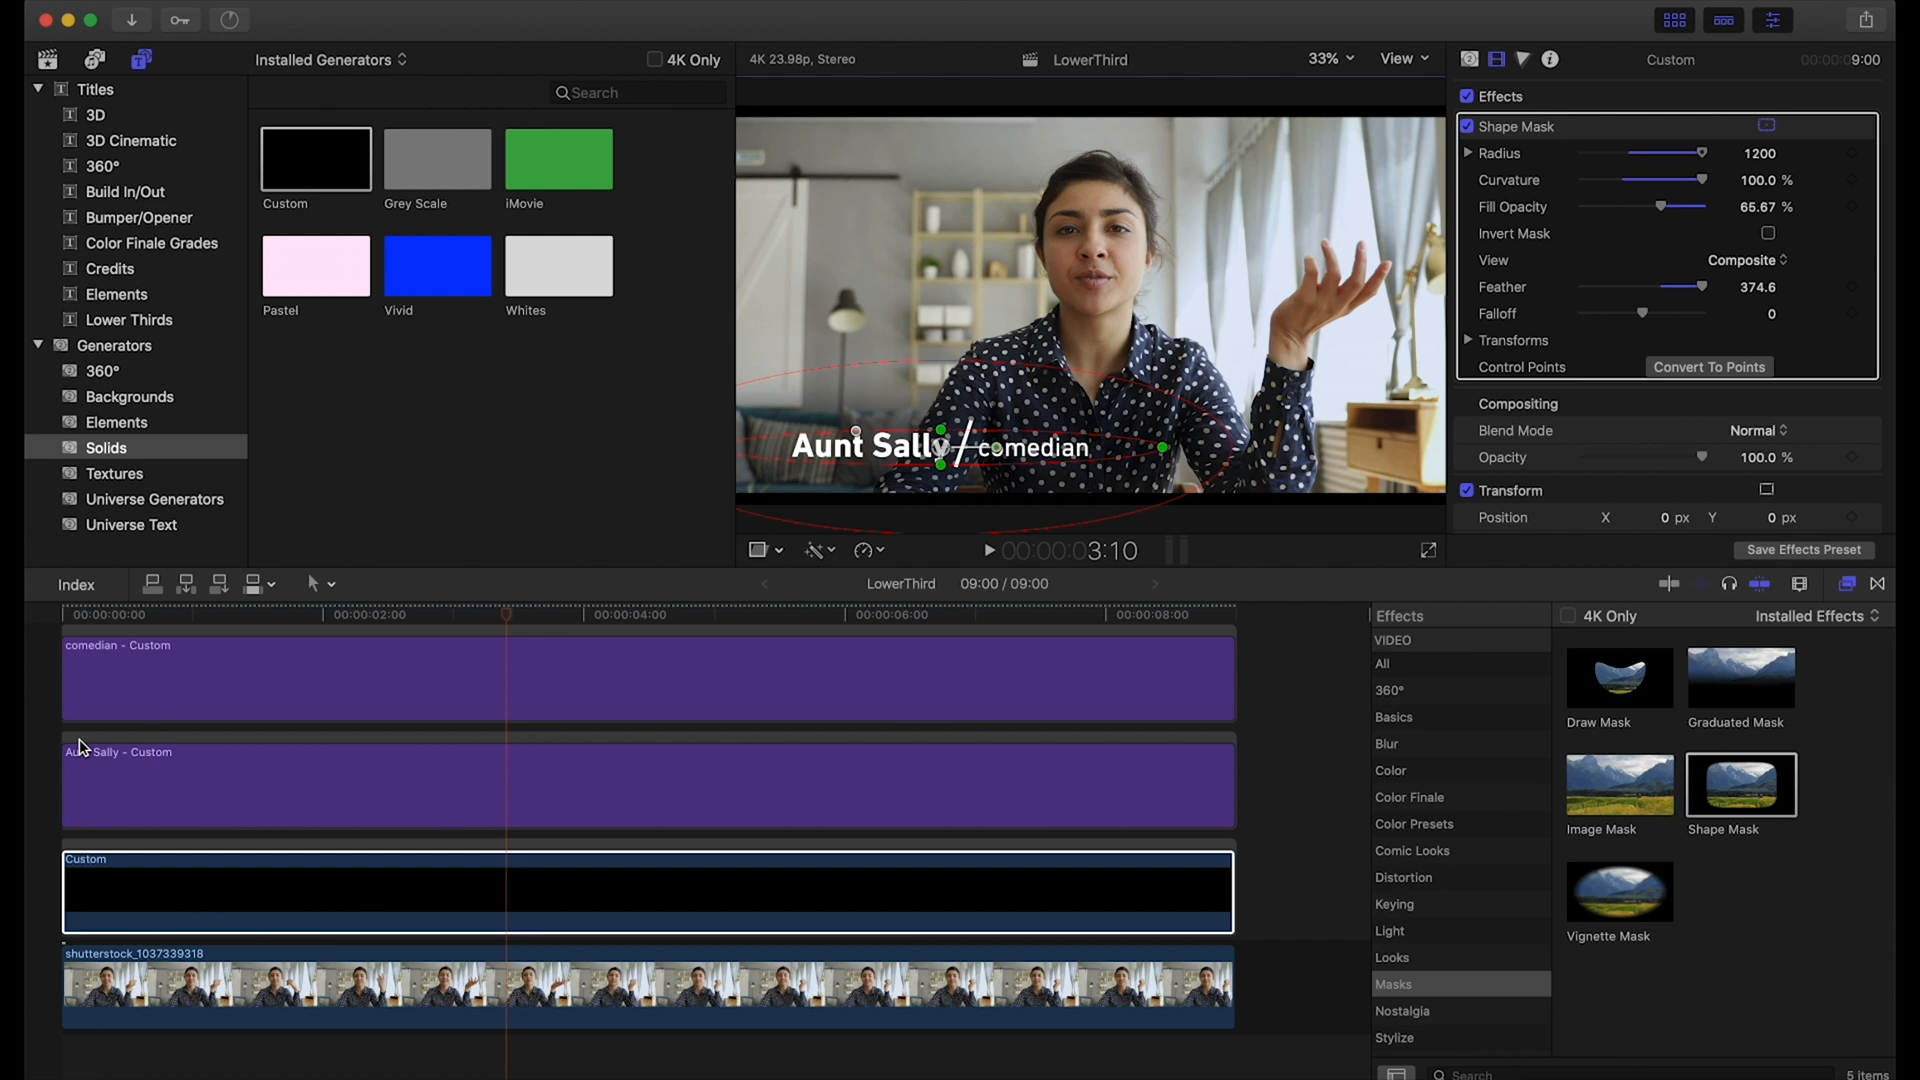 Installed Generators
4K Only
4K 23.98p, Stereo
LowerThird
33%
View
Custom
00:00:09:00
Titles
3D
3D Cinematic
360°
Build In/Out
Bumper/Opener
Color Finale Grades
Credits
Elements
Lower Thirds
Generators
360°
Backgrounds
Elements
Solids
Textures
Universe Generators
Universe Text
Search
Custom
Grey Scale
iMovie
Pastel
Vivid
Whites
Aunt Sally / comedian
00:00:03:10
Effects
Shape Mask
Radius 1200
Curvature 100.0 %
Fill Opacity 65.67 %
Invert Mask
View Composite
Feather 374.6
Falloff 0
Transforms
Control Points Convert To Points
Compositing
Blend Mode Normal
Opacity 100.0 %
Transform
Position X 0 px Y 0 px
Save Effects Preset
Index
LowerThird 09:00 / 09:00
00:00:00:00 00:00:02:00 00:00:04:00 00:00:06:00 00:00:08:00
comedian - Custom
Sally - Custom
Custom
shutterstock_1037339318
Effects
4K Only
Installed Effects
VIDEO
All
360°
Basics
Blur
Color
Color Finale
Color Presets
Comic Looks
Distortion
Keying
Light
Looks
Masks
Nostalgia
Stylize
Draw Mask
Graduated Mask
Image Mask
Shape Mask
Vignette Mask
Search
5 items